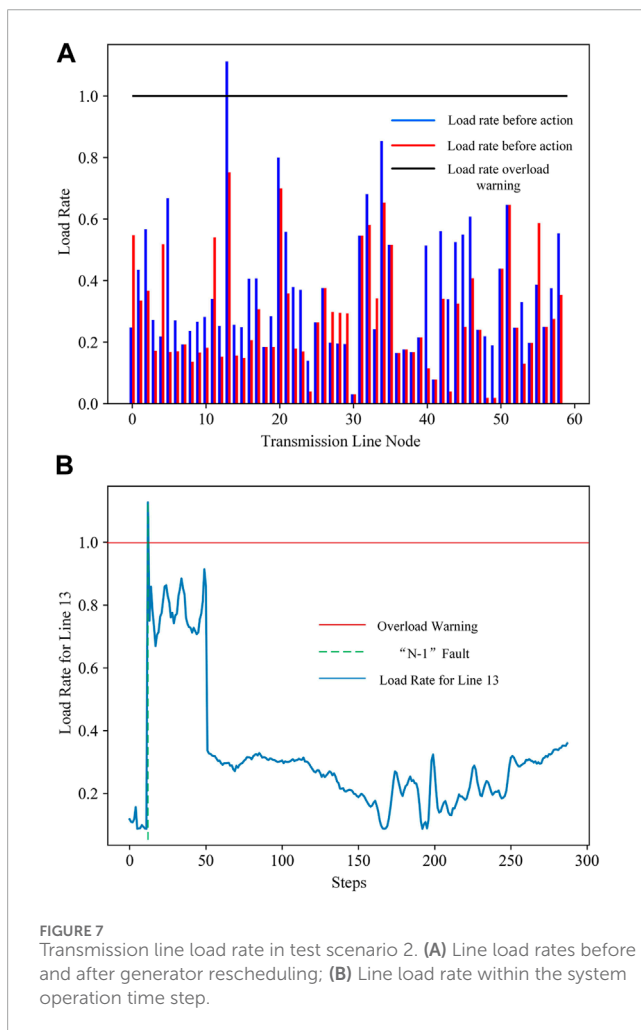 A
1.0
0.8
0.6
0.4
0.2
0.0
Load Rate
Load rate before action
Load rate before action
Load rate overload
warning
0
10
20
30
40
50
60
Transmission Line Node
B
1.0
0.8
0.6
0.4
0.2
Load Rate for Line 13
Overload Warning
“N-1” Fault
Load Rate for Line 13
0
50
100
150
200
250
300
Steps
FIGURE 7
Transmission line load rate in test scenario 2. (A) Line load rates before
and after generator rescheduling; (B) Line load rate within the system
operation time step.